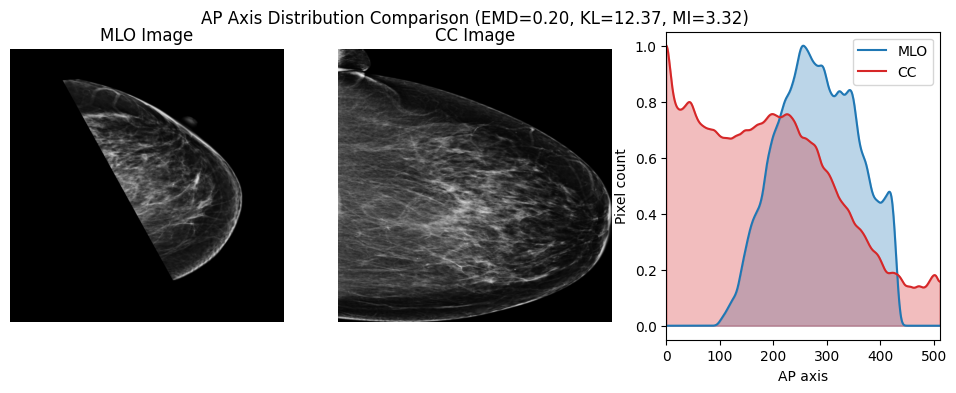 AP Axis Distribution Comparison (EMD=0.20, KL=12.37, MI=3.32)
MLO Image
CC Image
MLO
CC
Pixel count
1.0
0.8
0.6
0.4
0.2
0.0
0 100 200 300 400 500
AP axis